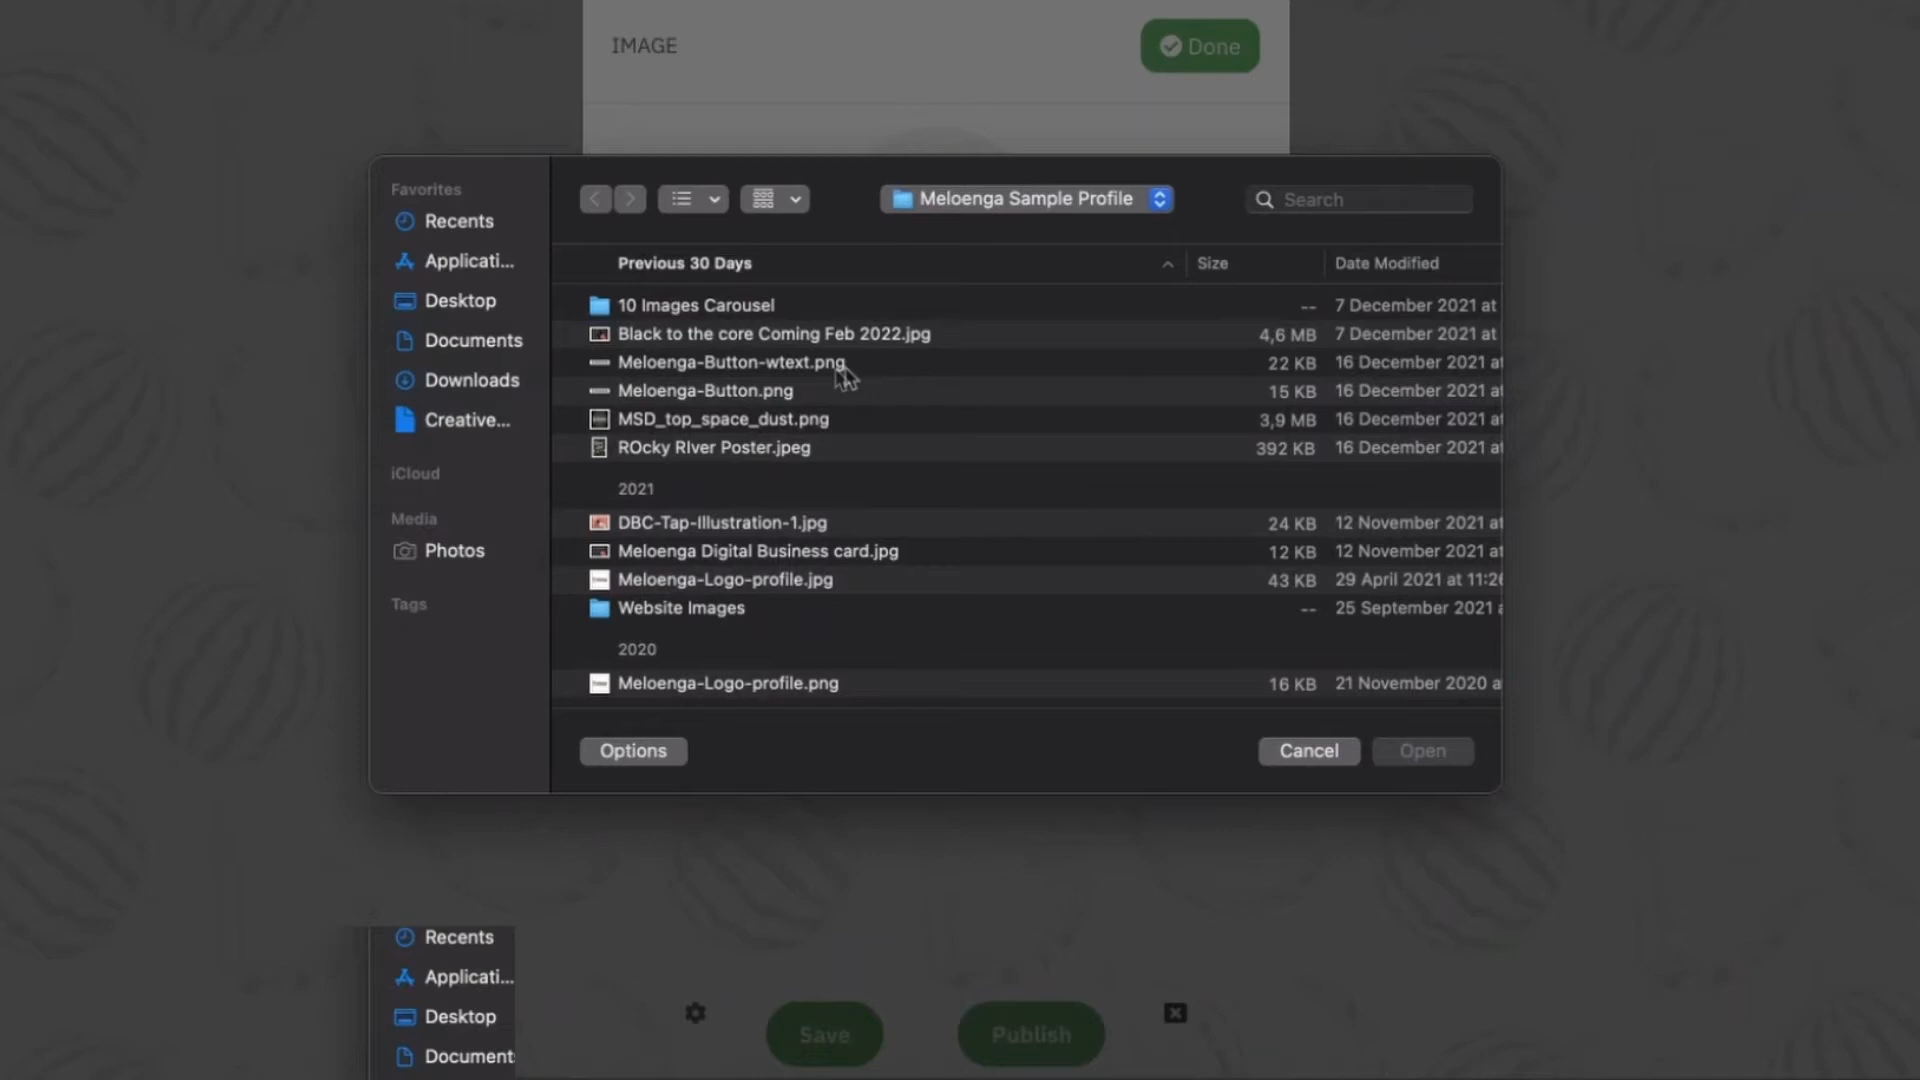 IMAGE
Done
Favorites
Recents
Applicati...
Desktop
Documents
Downloads
Creative...
iCloud
Media
Photos
Tags
Meloenga Sample Profile
Search
Previous 30 Days Size Date Modified
10 Images Carousel -- 7 December 2021 at
Black to the core Coming Feb 2022.jpg 4,6 MB 7 December 2021 at
Meloenga-Button-wtext.png 22 KB 16 December 2021 at
Meloenga-Button.png 15 KB 16 December 2021 at
MSD_top_space_dust.png 3,9 MB 16 December 2021 at
ROcky RIver Poster.jpeg 392 KB 16 December 2021 at
2021
DBC-Tap-Illustration-1.jpg 24 KB 12 November 2021 at
Meloenga Digital Business card.jpg 12 KB 12 November 2021 at
Meloenga-Logo-profile.jpg 43 KB 29 April 2021 at 11:26
Website Images -- 25 September 2021 a
2020
Meloenga-Logo-profile.png 16 KB 21 November 2020 a
Options
Cancel
Open
Recents
Applicati...
Desktop
Document
Save
Publish